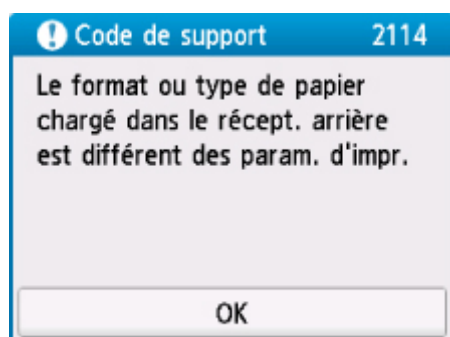 Code de support 2114
Le format ou type de papier
chargé dans le récept. arrière
est différent des param. d'impr.
OK